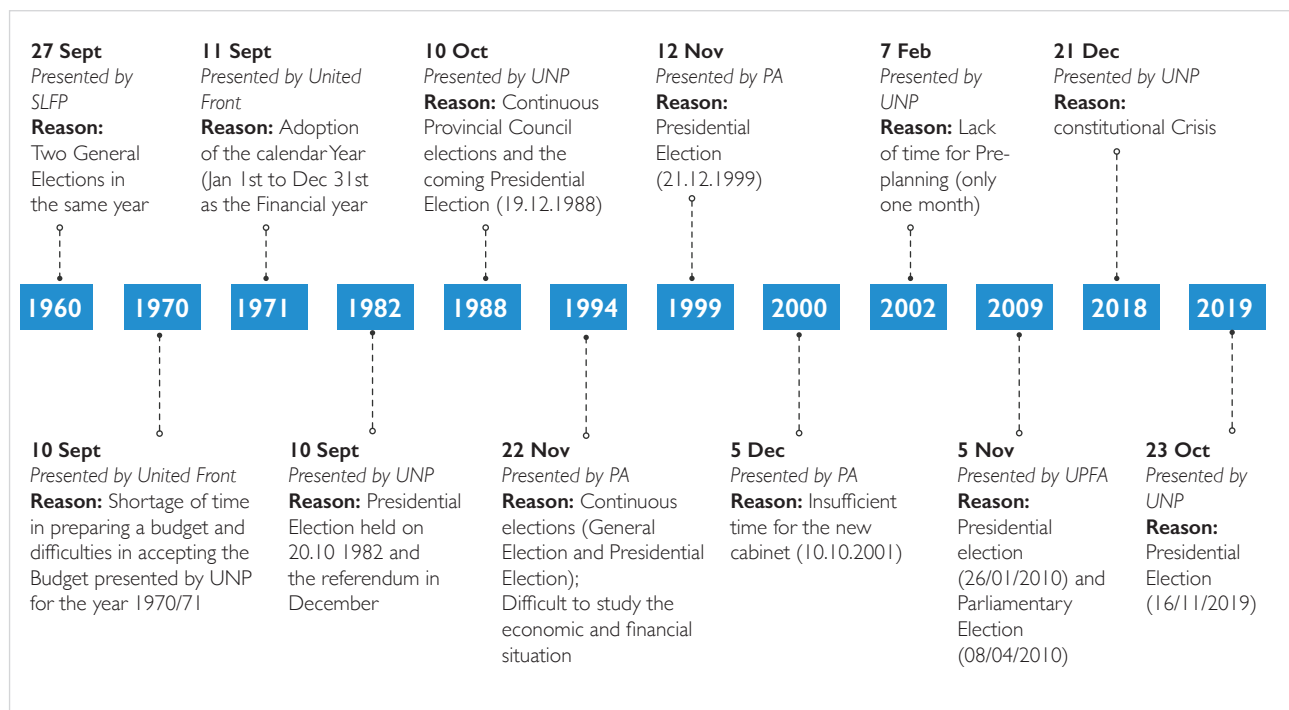 27 Sept
Presented by
SLFP
Reason:
Two General
Elections in
the same year
11 Sept
Presented by United
Front
Reason: Adoption
of the calendar Year
(Jan 1st to Dec 31st
as the Financial year
10 Oct
Presented by UNP
Reason: Continuous
Provincial Council
elections and the
coming Presidential
Election (19.12.1988)
12 Nov
Presented by PA
Reason:
Presidential
Election
(21.12.1999)
7 Feb
Presented by
UNP
Reason: Lack
of time for Pre-
planning (only
one month)
21 Dec
Presented by UNP
Reason:
constitutional Crisis
1960
1970
1971
1982
1988
1994
1999
2000
2002
2009
2018
2019
10 Sept
Presented by United Front
Reason: Shortage of time
in preparing a budget and
difficulties in accepting the
Budget presented by UNP
for the year 1970/71
10 Sept
Presented by UNP
Reason: Presidential
Election held on
20.10 1982 and
the referendum in
December
22 Nov
Presented by PA
Reason: Continuous
elections (General
Election and Presidential
Election);
Difficult to study the
economic and financial
situation
5 Dec
Presented by PA
Reason: Insufficient
time for the new
cabinet (10.10.2001)
5 Nov
Presented by UPFA
Reason:
Presidential
election
(26/01/2010) and
Parliamentary
Election
(08/04/2010)
23 Oct
Presented by
UNP
Reason:
Presidential
Election
(16/11/2019)